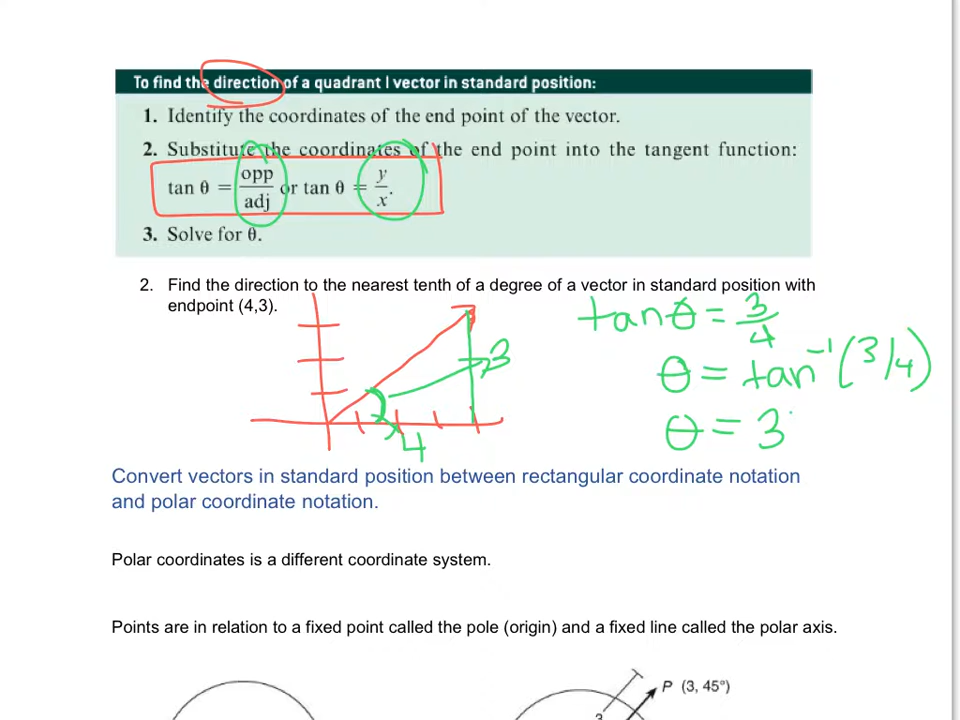 To find the direction of a quadrant I vector in standard position:
1. Identify the coordinates of the end point of the vector.
2. Substitute the coordinates of the end point into the tangent function:
tan θ = opp/adj or tan θ = y/x.
3. Solve for θ.
2. Find the direction to the nearest tenth of a degree of a vector in standard position with
endpoint (4,3).
tan θ = 3/4
θ = tan⁻¹(3/4)
θ = 3
3
4
Convert vectors in standard position between rectangular coordinate notation
and polar coordinate notation.
Polar coordinates is a different coordinate system.
Points are in relation to a fixed point called the pole (origin) and a fixed line called the polar axis.
P (3, 45°)
3